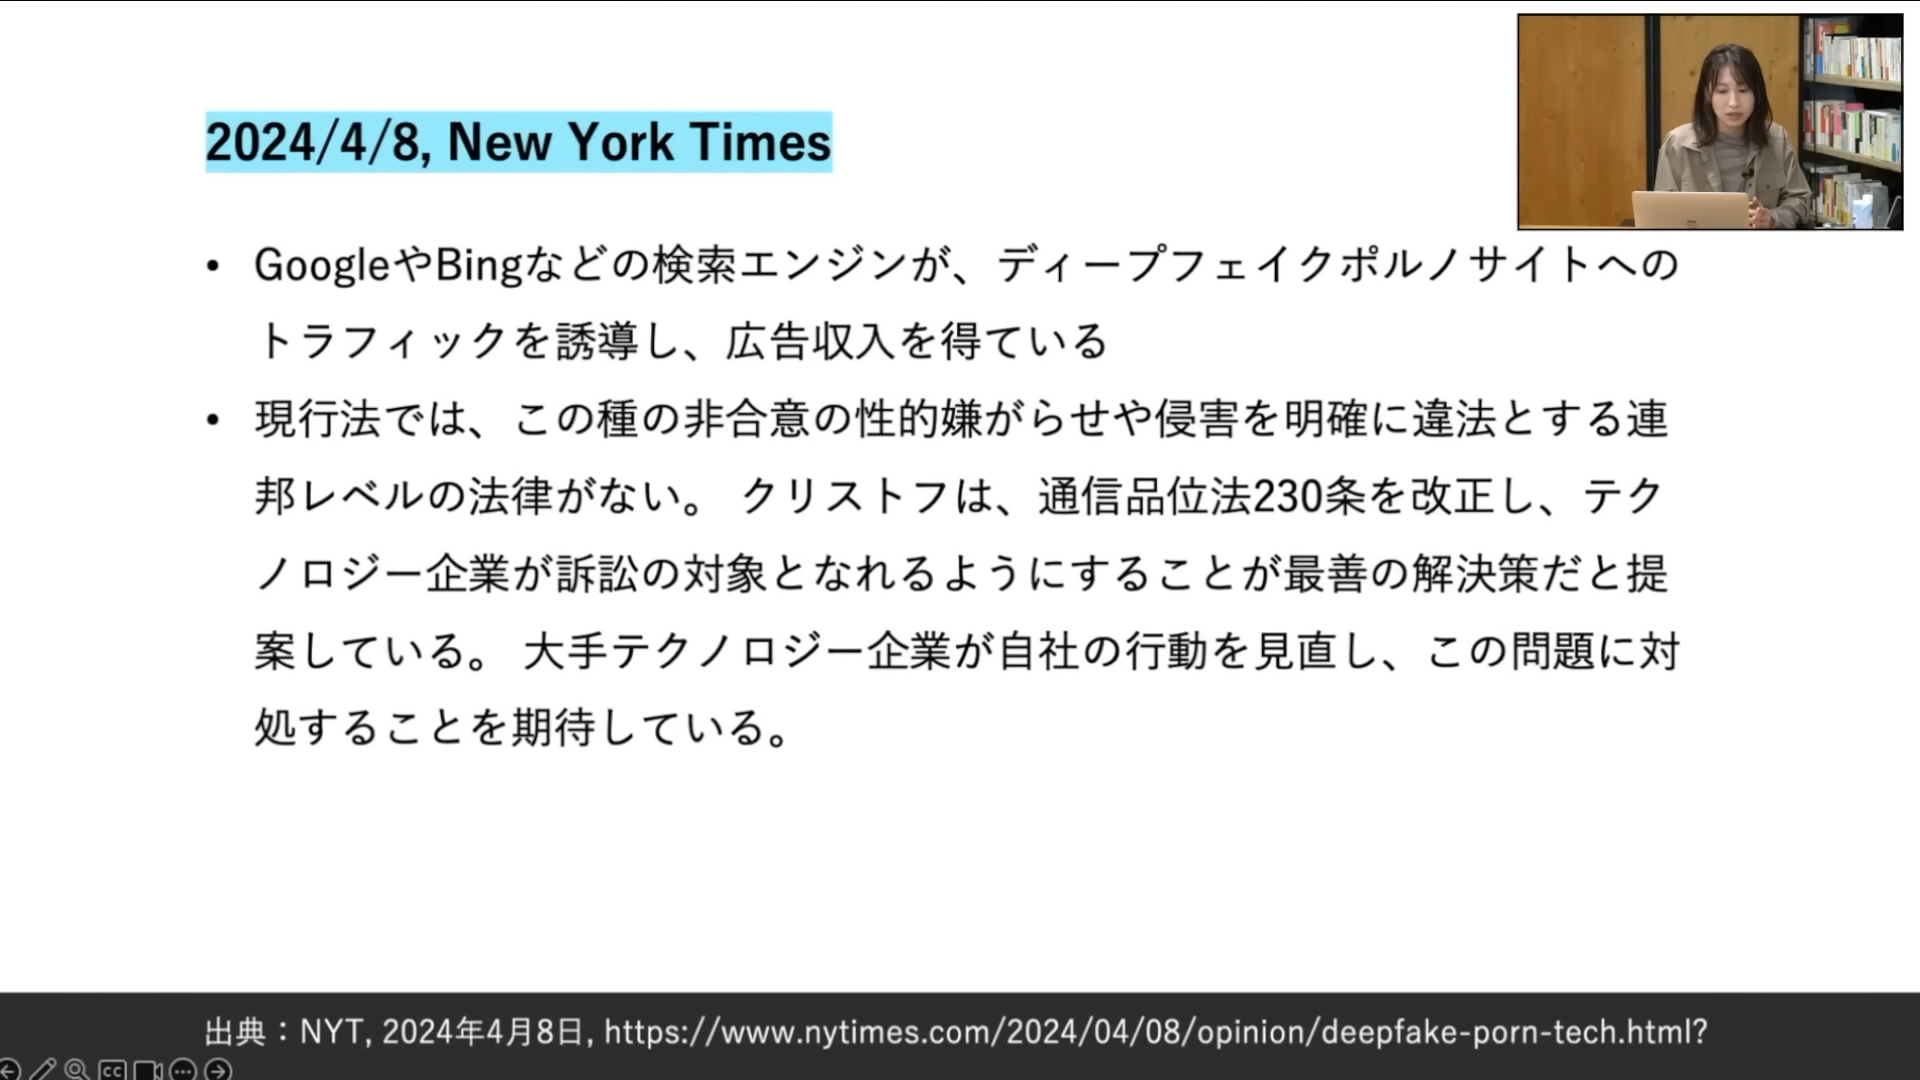 2024/4/8, New York Times
• GoogleやBingなどの検索エンジンが、ディープフェイクポルノサイトへの
トラフィックを誘導し、広告収入を得ている
• 現行法では、この種の非合意の性的嫌がらせや侵害を明確に違法とする連
邦レベルの法律がない。 クリストフは、通信品位法230条を改正し、テク
ノロジー企業が訴訟の対象となれるようにすることが最善の解決策だと提
案している。 大手テクノロジー企業が自社の行動を見直し、この問題に対
処することを期待している。
出典：NYT, 2024年4月8日, https://www.nytimes.com/2024/04/08/opinion/deepfake-porn-tech.html?
CC